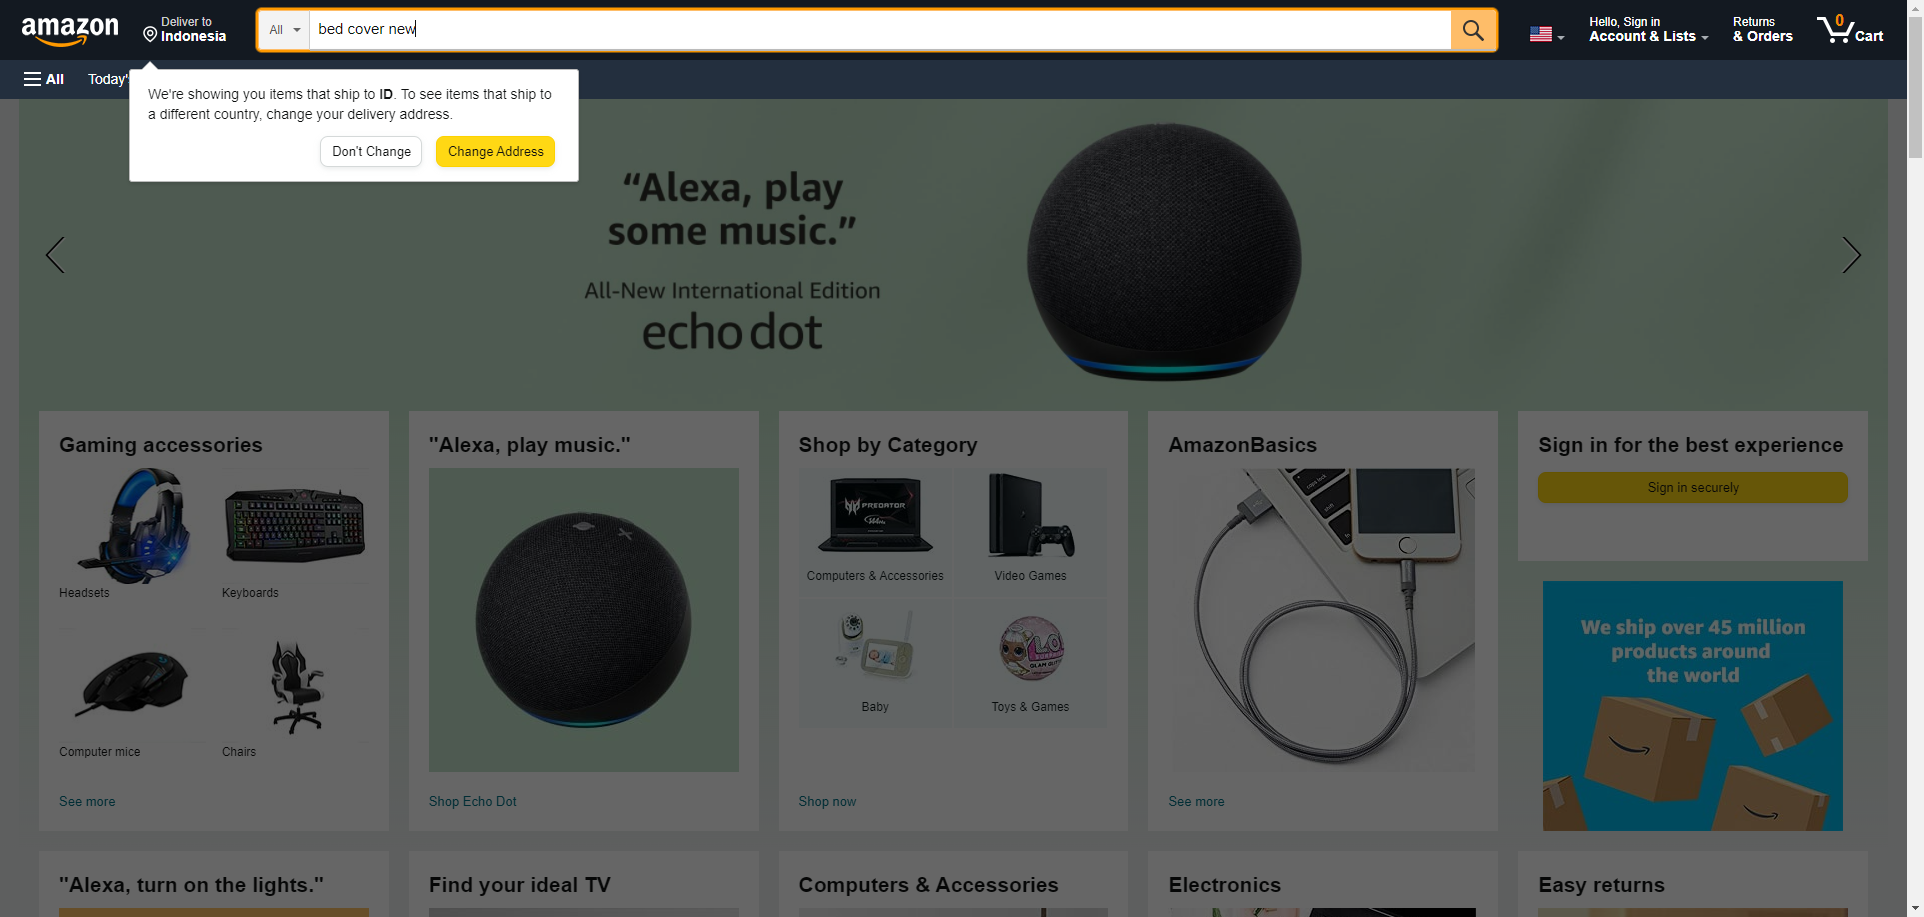 amazon
Deliver to
Indonesia
All
bed cover new
Hello, Sign in
Account & Lists
Returns
& Orders
0
Cart
All
Today's
We're showing you items that ship to ID. To see items that ship to
a different country, change your delivery address.
Don't Change
Change Address
“Alexa, play
some music.”
All-New International Edition
echo dot
Gaming accessories
Headsets
Keyboards
Computer mice
Chairs
See more
"Alexa, play music."
Shop Echo Dot
Shop by Category
PREDATOR
Computers & Accessories
Video Games
L.O.L.
SURPRISE
GLAM GLITTER
Baby
Toys & Games
Shop now
AmazonBasics
caps lock
shift
See more
Sign in for the best experience
Sign in securely
We ship over 45 million
products around
the world
"Alexa, turn on the lights."
Find your ideal TV
Computers & Accessories
Electronics
Easy returns